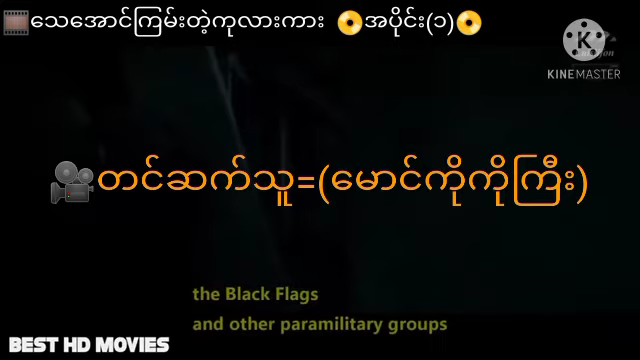 သေအောင်ကြမ်းတဲ့ကုလားကား အပိုင်း(၁)
K
KINEMASTER
တင်ဆက်သူ=(မောင်ကိုကိုကြီး)
the Black Flags
and other paramilitary groups
BEST HD MOVIES